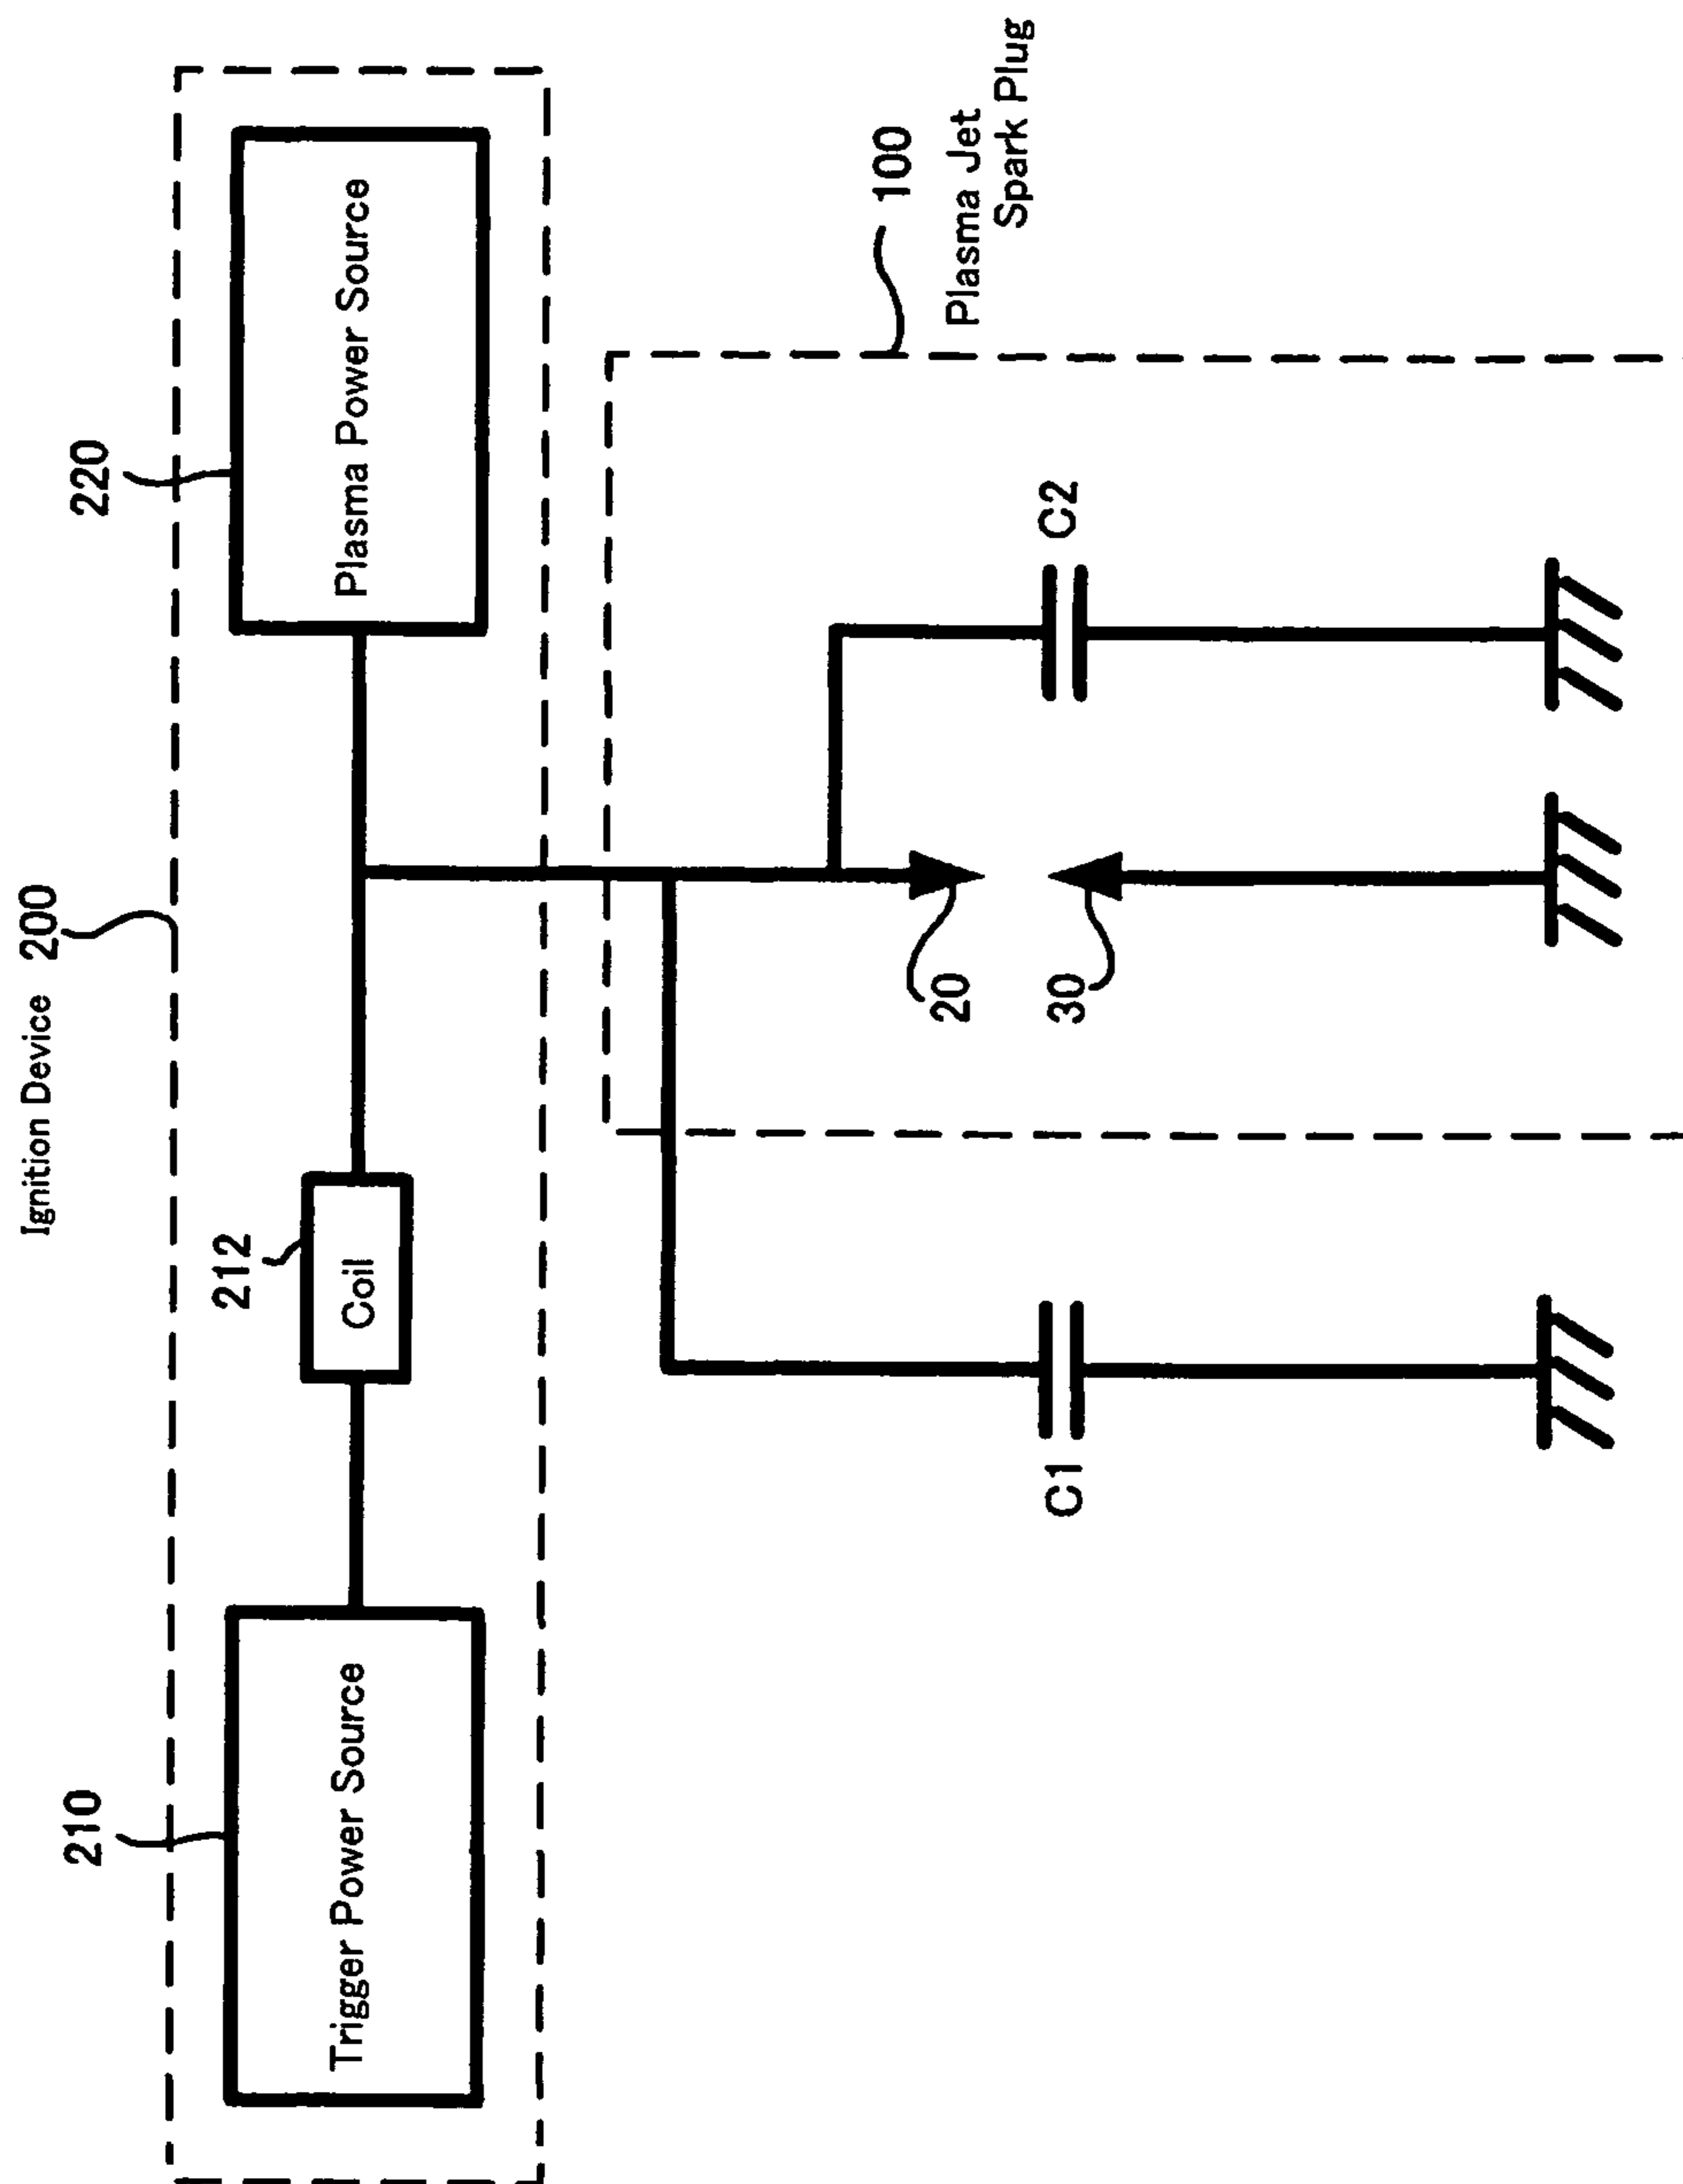 Ignition Device 200
210
212
220
Trigger Power Source
Coil
Plasma Power Source
100
Plasma Jet
Spark Plug
20
30
C1
C2